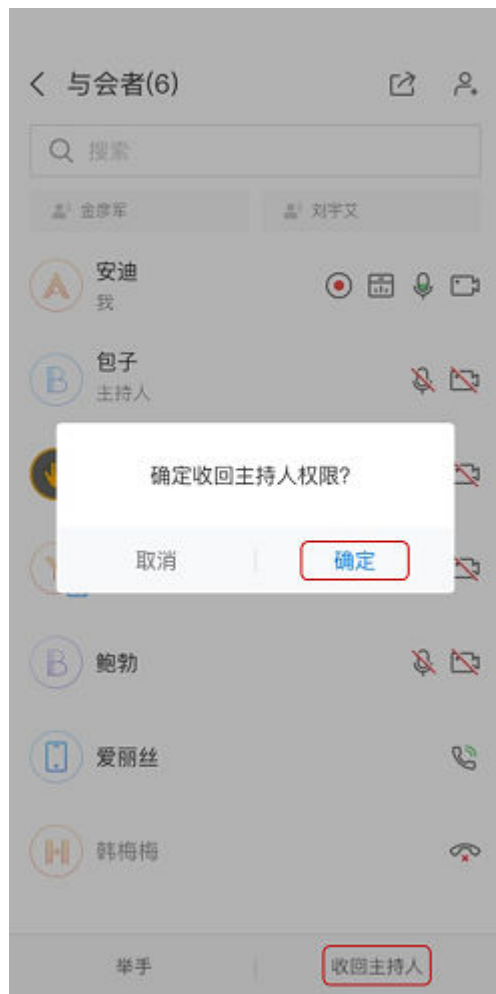 与会者(6)
搜索
金彦军 刘宇艾
A 安迪
我
B 包子
主持人
确定收回主持人权限?
取消 确定
B 鲍勃
爱丽丝
H 韩梅梅
举手 收回主持人